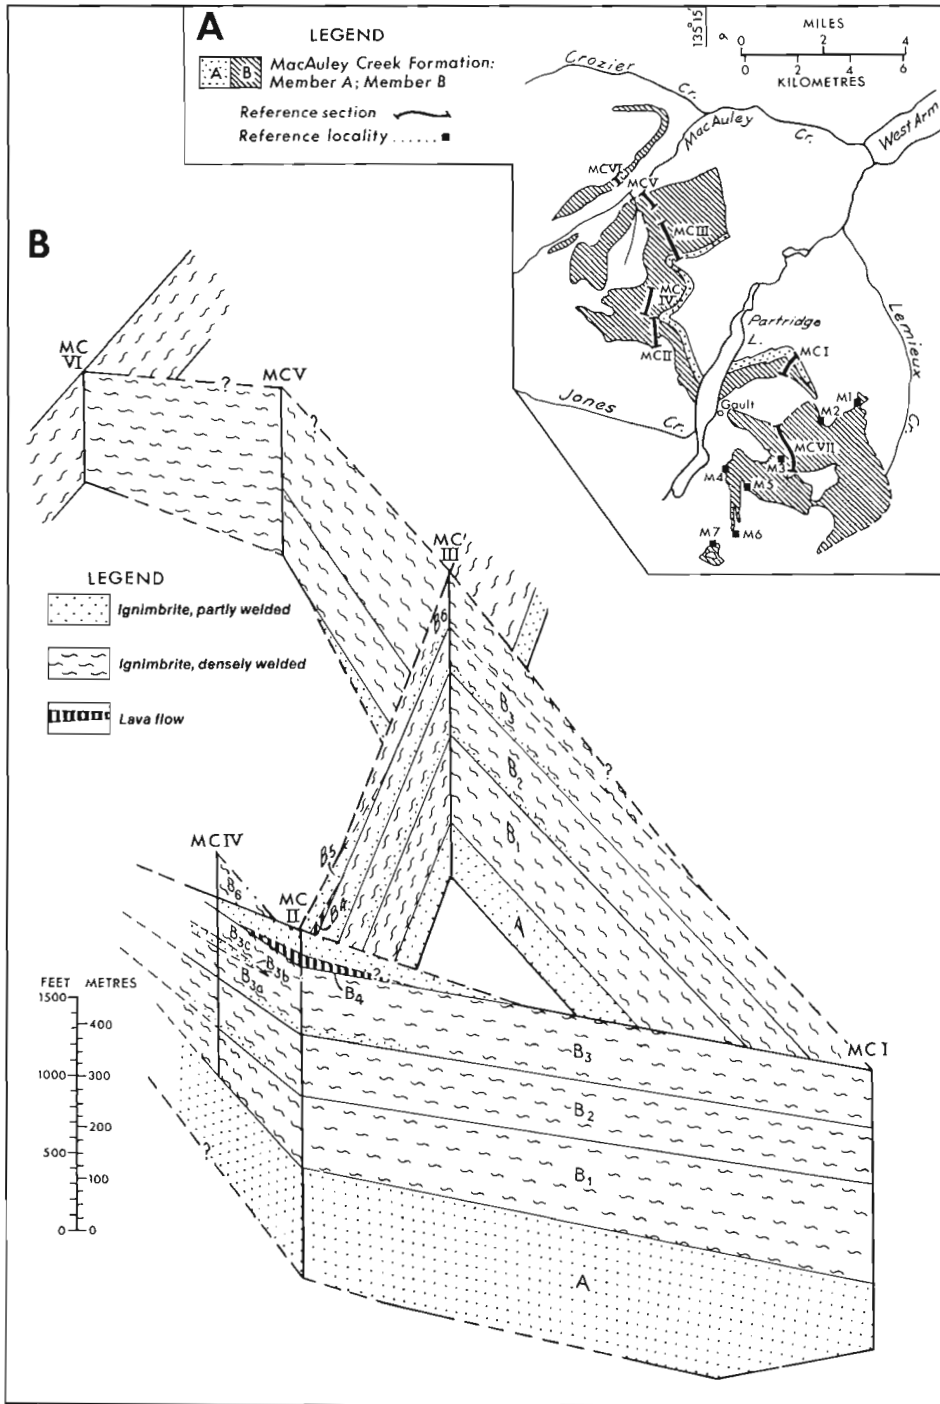 A
LEGEND
A
B
MacAuley Creek Formation:
Member A; Member B
Reference section
Reference locality ......
135°15'
MILES
0 2 4
0 2 4 6
KILOMETRES
Crozier
Cr.
MacAuley
Cr.
West Arm
MCVI
MCV
MCIII
MC
IV
MCII
Partridge
L.
MCI
Lemieux
Cr.
Jones
Cr.
Gault
M1
M2
MCVII
M3
M4
M5
M6
M7
B
MC
VI
?
MCV
?
MC'
III
B6
LEGEND
Ignimbrite, partly welded
Ignimbrite, densely welded
Lava flow
B3
B2
?
B1
A
B5
B4
MCIV
B6
MC
II
B3c
B3b
B3a
?
B4
FEET METRES
1500
400
1000
300
200
500
100
0
0
?
MC I
B3
B2
B1
A